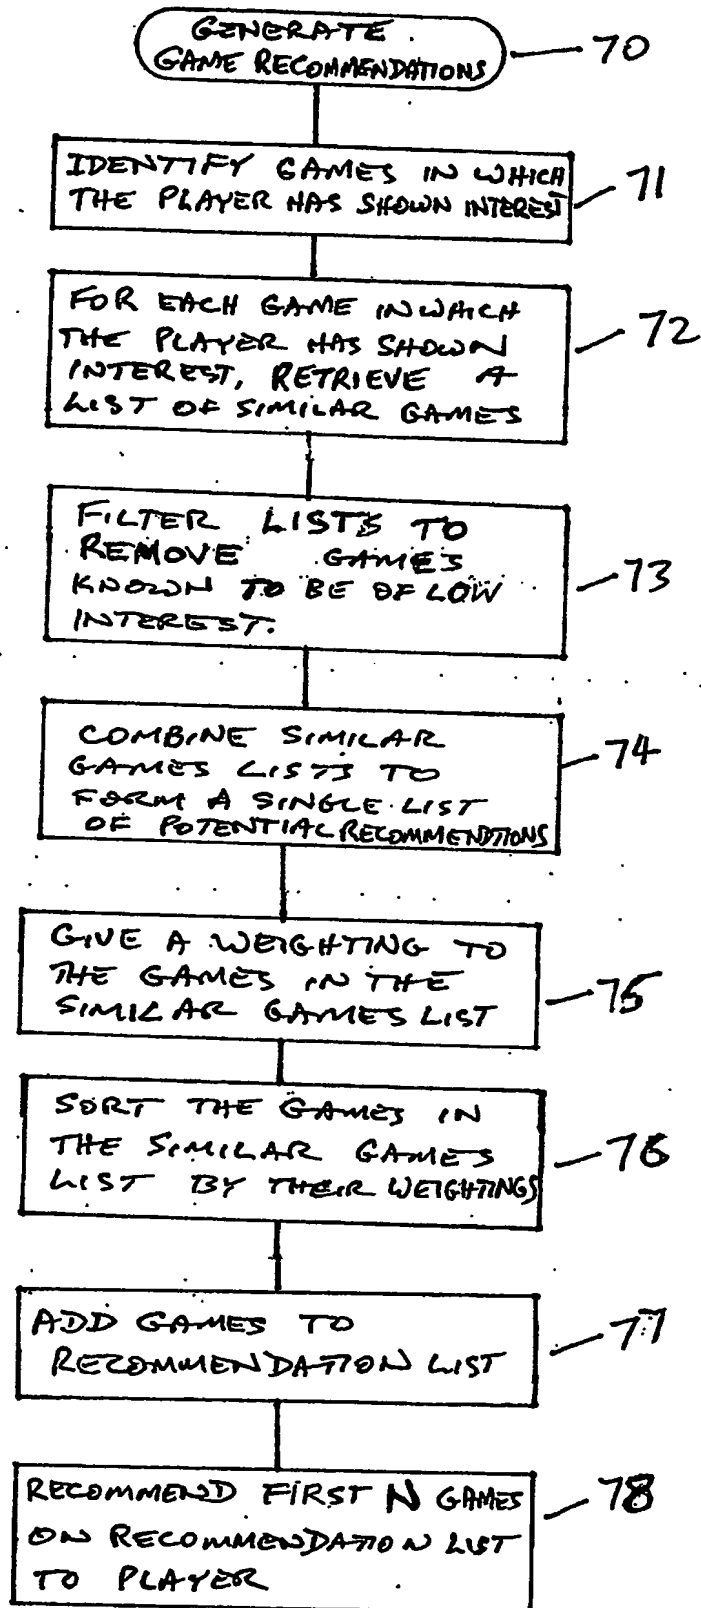 GENERATE
GAME RECOMMENDATIONS
70
IDENTIFY GAMES IN WHICH
THE PLAYER HAS SHOWN INTEREST
71
FOR EACH GAME IN WHICH
THE PLAYER HAS SHOWN
INTEREST, RETRIEVE A
LIST OF SIMILAR GAMES
72
FILTER LISTS TO
REMOVE GAMES
KNOWN TO BE OF LOW
INTEREST.
73
COMBINE SIMILAR
GAMES LISTS TO
FORM A SINGLE LIST
OF POTENTIAL RECOMMENDTIONS
74
GIVE A WEIGHTING TO
THE GAMES IN THE
SIMILAR GAMES LIST
75
SORT THE GAMES IN
THE SIMILAR GAMES
LIST BY THEIR WEIGHTINGS
76
ADD GAMES TO
RECOMMENDATION LIST
77
RECOMMEND FIRST N GAMES
ON RECOMMENDATION LIST
TO PLAYER
78